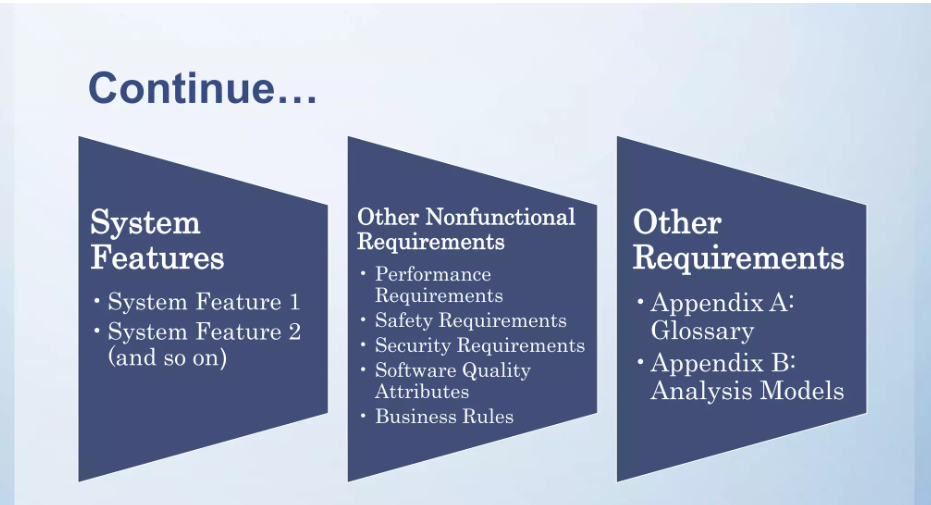 Continue…
System
Features
• System Feature 1
• System Feature 2
(and so on)
Other Nonfunctional
Requirements
• Performance
Requirements
• Safety Requirements
• Security Requirements
• Software Quality
Attributes
• Business Rules
Other
Requirements
• Appendix A:
Glossary
• Appendix B:
Analysis Models